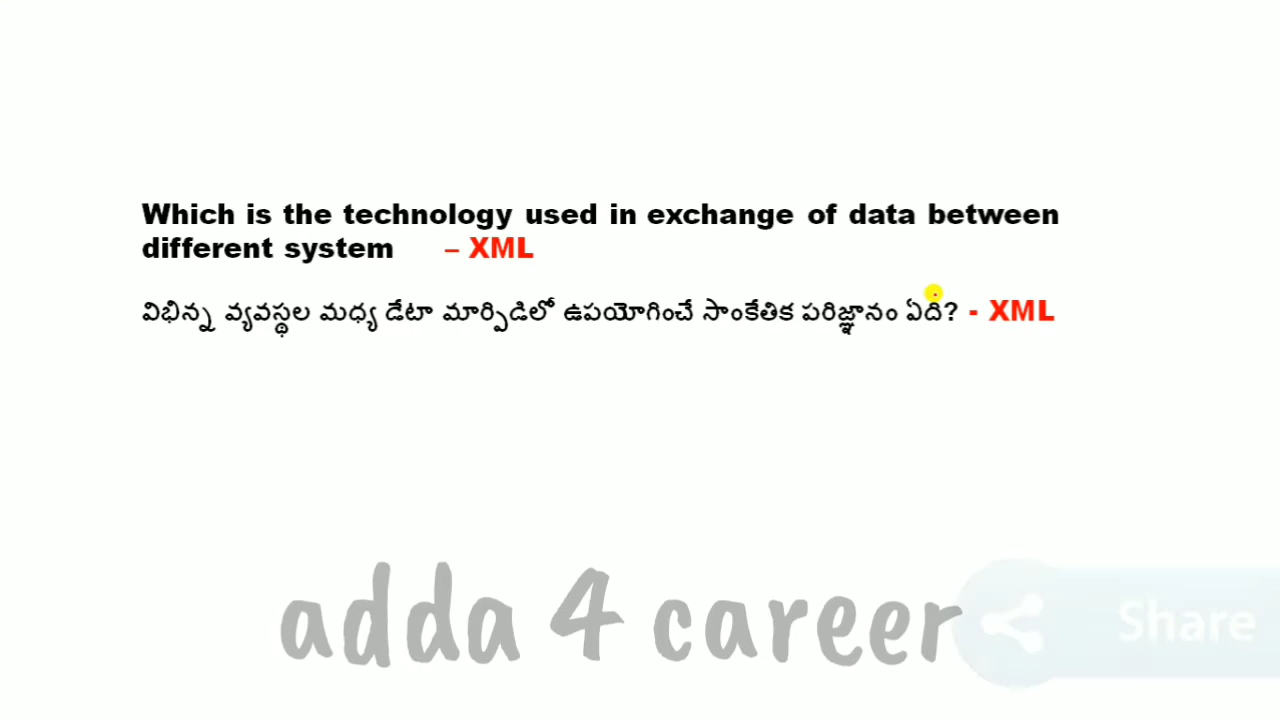 Which is the technology used in exchange of data between
different system – XML
విభిన్న వ్యవస్థల మధ్య డేటా మార్పిడిలో ఉపయోగించే సాంకేతిక పరిజ్ఞానం ఏది? - XML
adda 4 career
Share